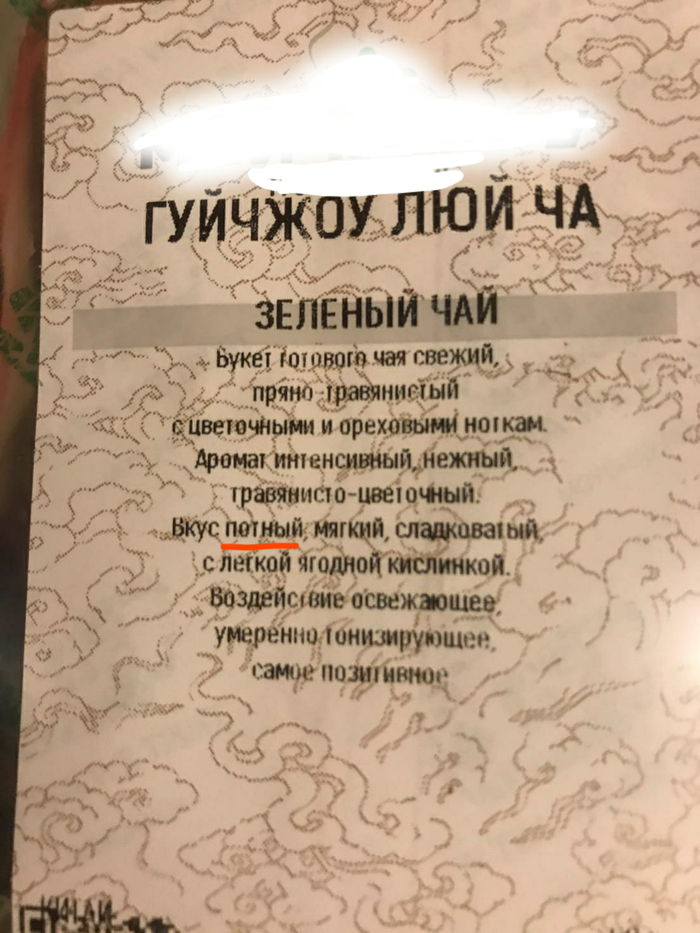 ГУЙЧЖОУ ЛЮЙ ЧА
ЗЕЛЕНЫЙ ЧАЙ
Букет готового чая свежий,
пряно-травянистый
с цветочными и ореховыми ноткам.
Аромат интенсивный, нежный,
травянисто-цветочный.
Вкус потный, мягкий, сладковатый,
с легкой ягодной кислинкой.
Воздействие освежающее,
умеренно тонизирующее,
самое позитивное